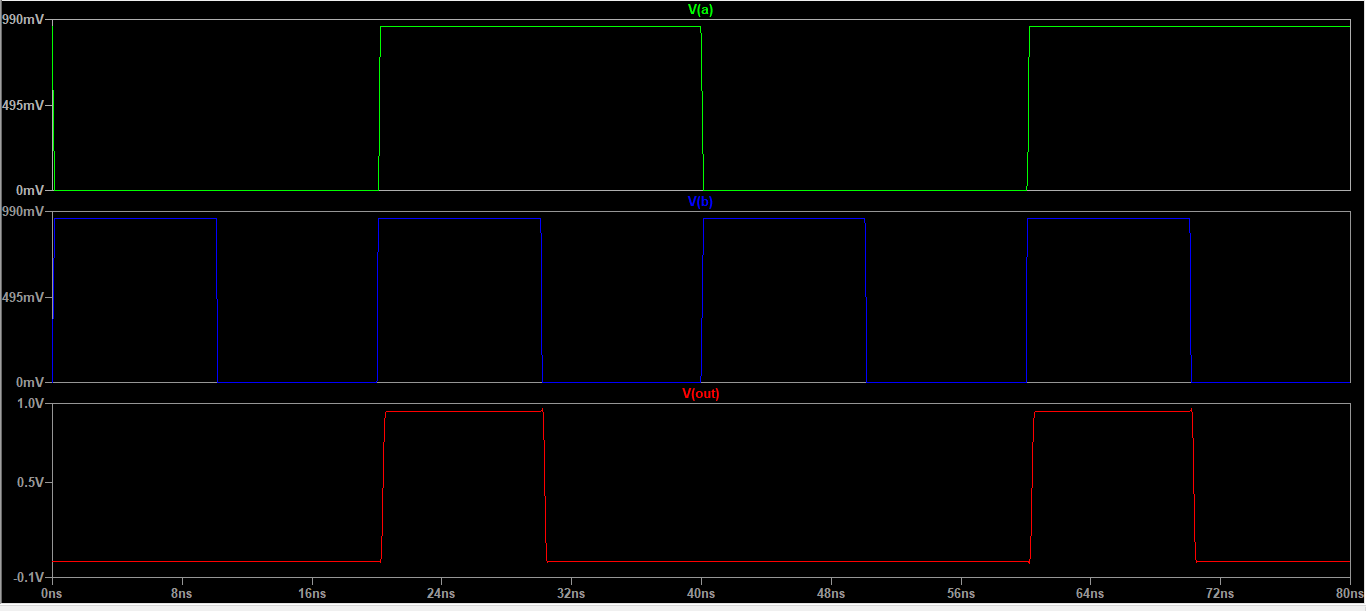 V(a)
990mV
495mV
0mV
V(b)
990mV
495mV
0mV
V(out)
1.0V
0.5V
-0.1V
0ns 8ns 16ns 24ns 32ns 40ns 48ns 56ns 64ns 72ns 80ns